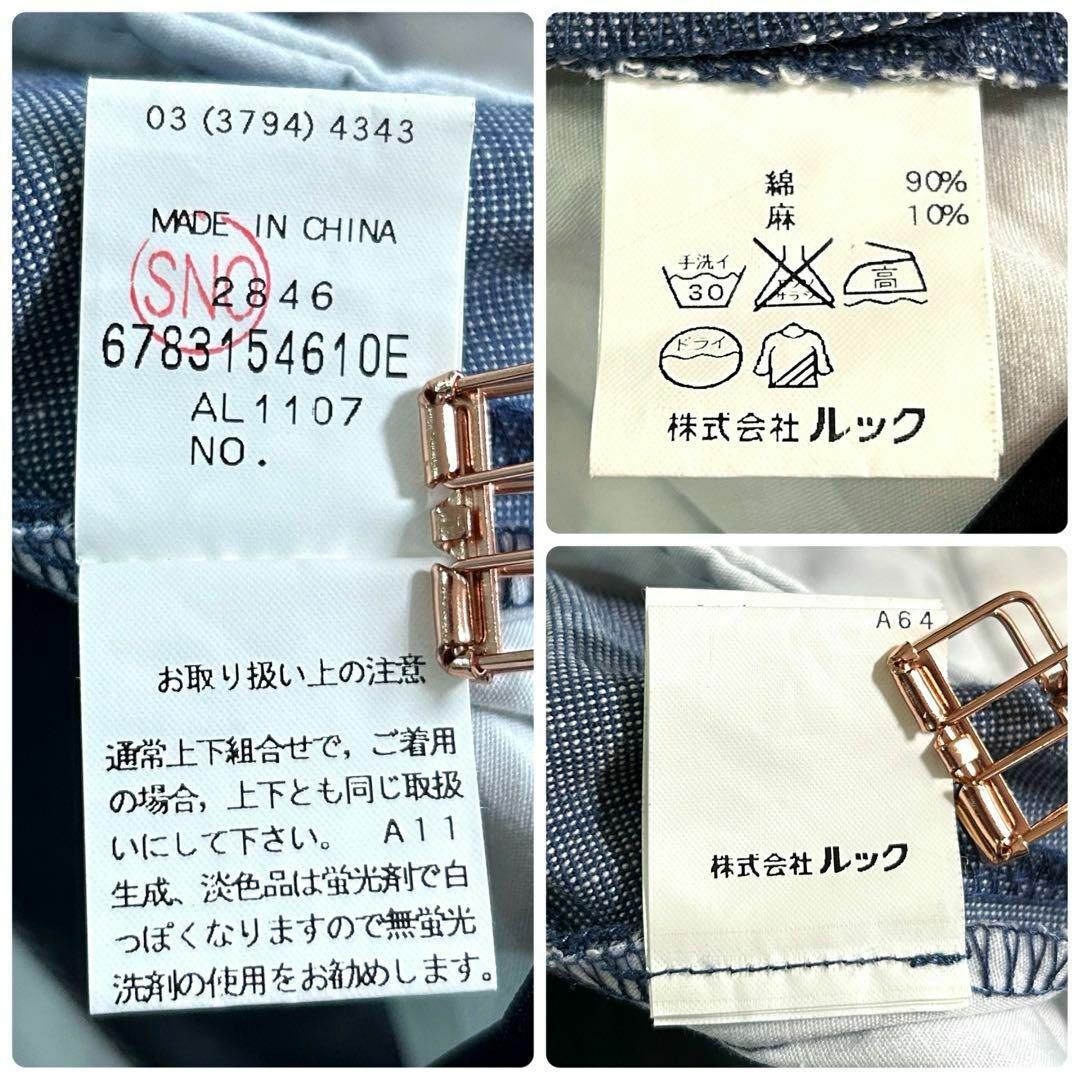 03 (3794) 4343
MADE IN CHINA
SNO
2846
6783154610E
AL1107
NO.
お取り扱い上の注意
通常上下組合せで，ご着用
の場合，上下とも同じ取扱
いにして下さい。 A11
生成、淡色品は蛍光剤で白
っぽくなりますので無蛍光
洗剤の使用をお勧めします。
綿 90%
麻 10%
手洗イ
30
サラシ
高
ドライ
株式会社 ルック
A64
株式会社 ルック